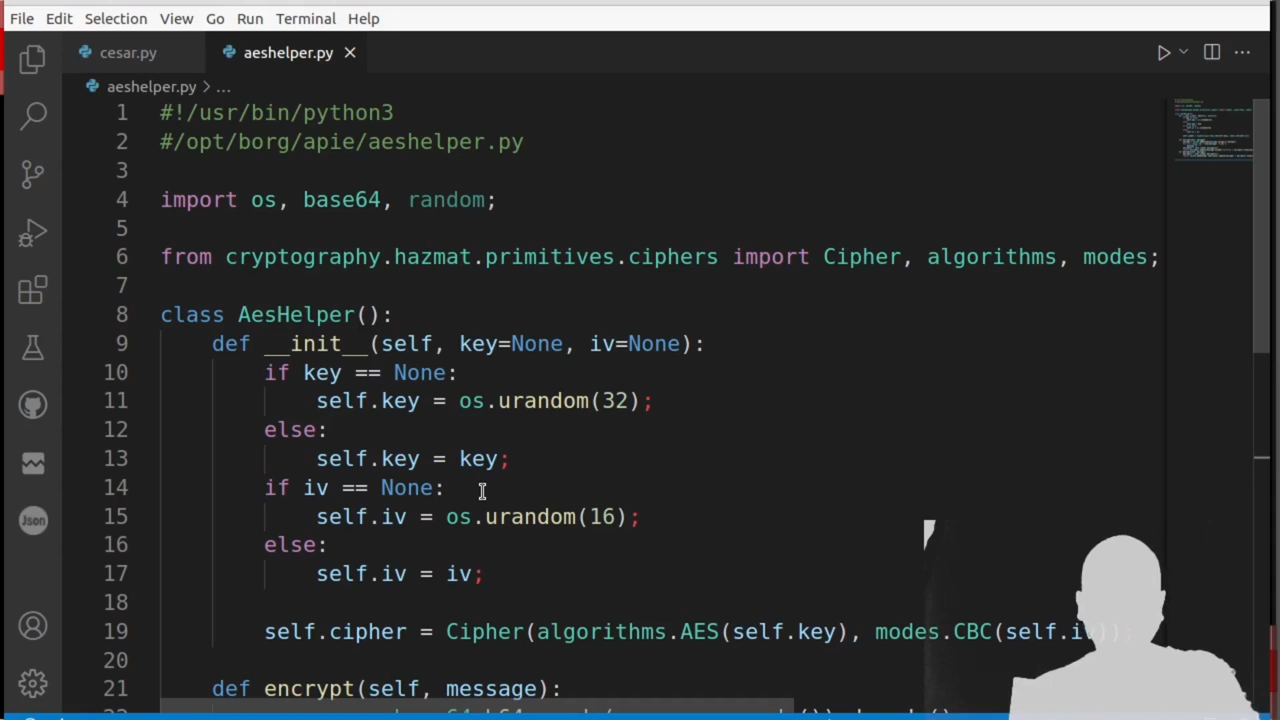 File Edit Selection View Go Run Terminal Help
cesar.py aeshelper.py
aeshelper.py > ...
1 #!/usr/bin/python3
2 #/opt/borg/apie/aeshelper.py
3
4 import os, base64, random;
5
6 from cryptography.hazmat.primitives.ciphers import Cipher, algorithms, modes;
7
8 class AesHelper():
9 def __init__(self, key=None, iv=None):
10 if key == None:
11 self.key = os.urandom(32);
12 else:
13 self.key = key;
14 if iv == None:
15 self.iv = os.urandom(16);
16 else:
17 self.iv = iv;
18
19 self.cipher = Cipher(algorithms.AES(self.key), modes.CBC(self.iv));
20
21 def encrypt(self, message):
Json